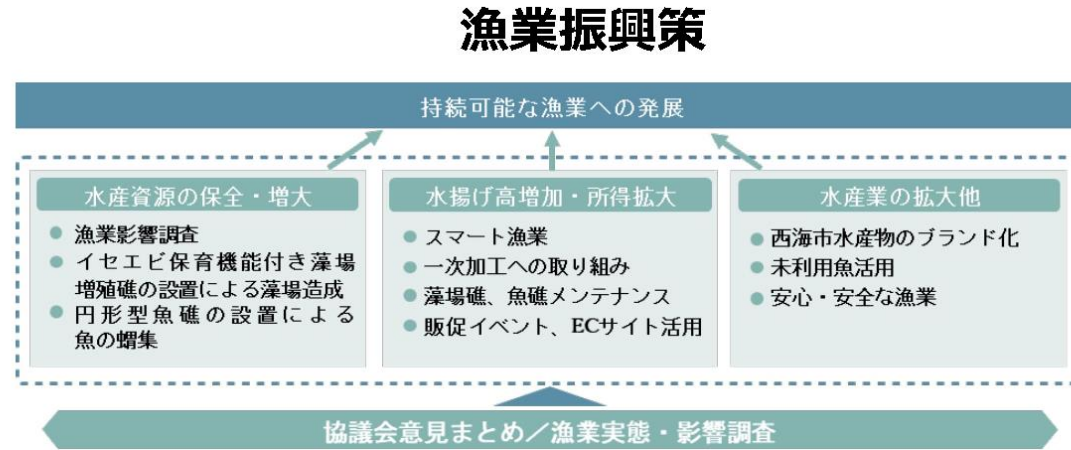 漁業振興策
持続可能な漁業への発展
水産資源の保全・増大
漁業影響調査
イセエビ保育機能付き藻場
増殖礁の設置による藻場造成
円形型魚礁の設置による
魚の蝟集
水揚げ高増加・所得拡大
スマート漁業
一次加工への取り組み
藻場礁、魚礁メンテナンス
販促イベント、ECサイト活用
水産業の拡大他
西海市水産物のブランド化
未利用魚活用
安心・安全な漁業
協議会意見まとめ／漁業実態・影響調査